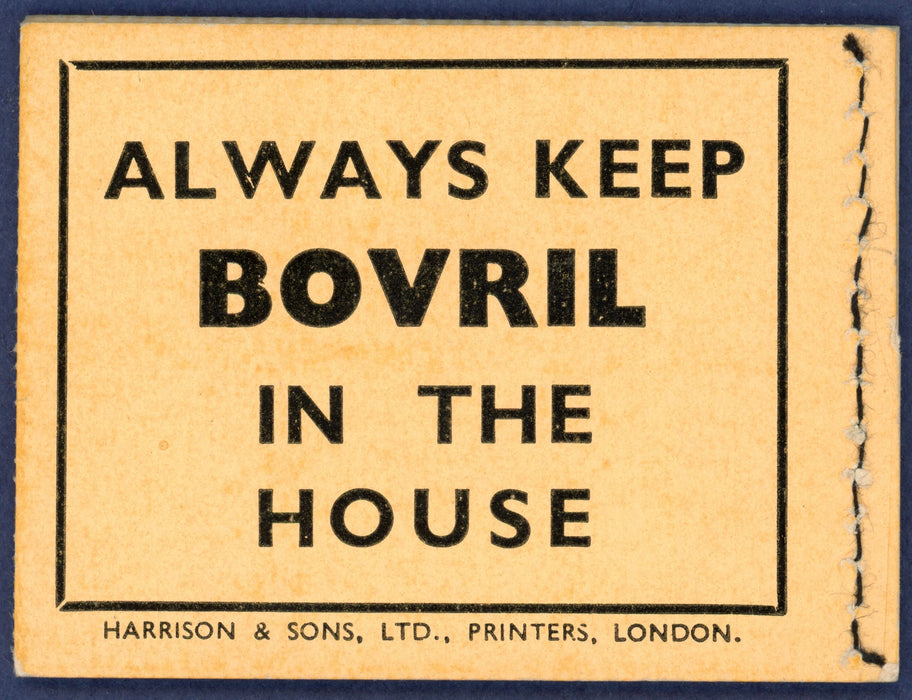 ALWAYS KEEP
BOVRIL
IN THE
HOUSE
HARRISON & SONS, LTD., PRINTERS, LONDON.